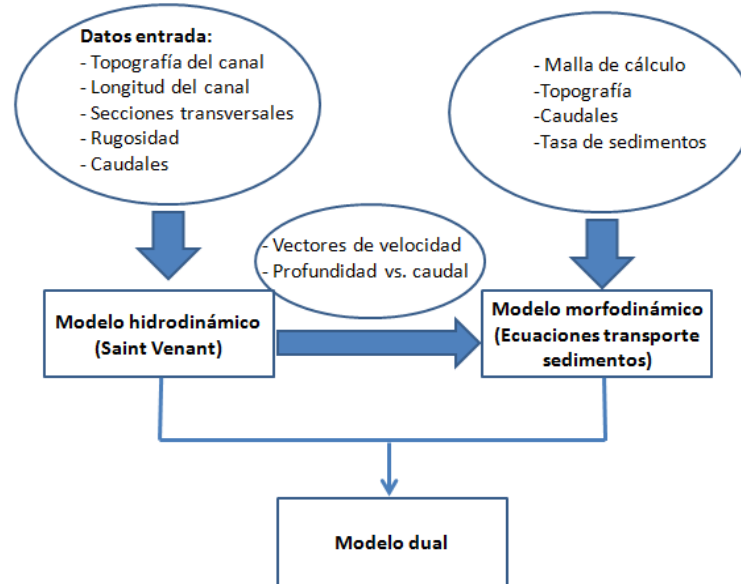 Datos entrada:
- Topografía del canal
- Longitud del canal
- Secciones transversales
- Rugosidad
- Caudales
- Malla de cálculo
-Topografía
-Caudales
-Tasa de sedimentos
- Vectores de velocidad
- Profundidad vs. caudal
Modelo hidrodinámico
(Saint Venant)
Modelo morfodinámico
(Ecuaciones transporte
sedimentos)
Modelo dual